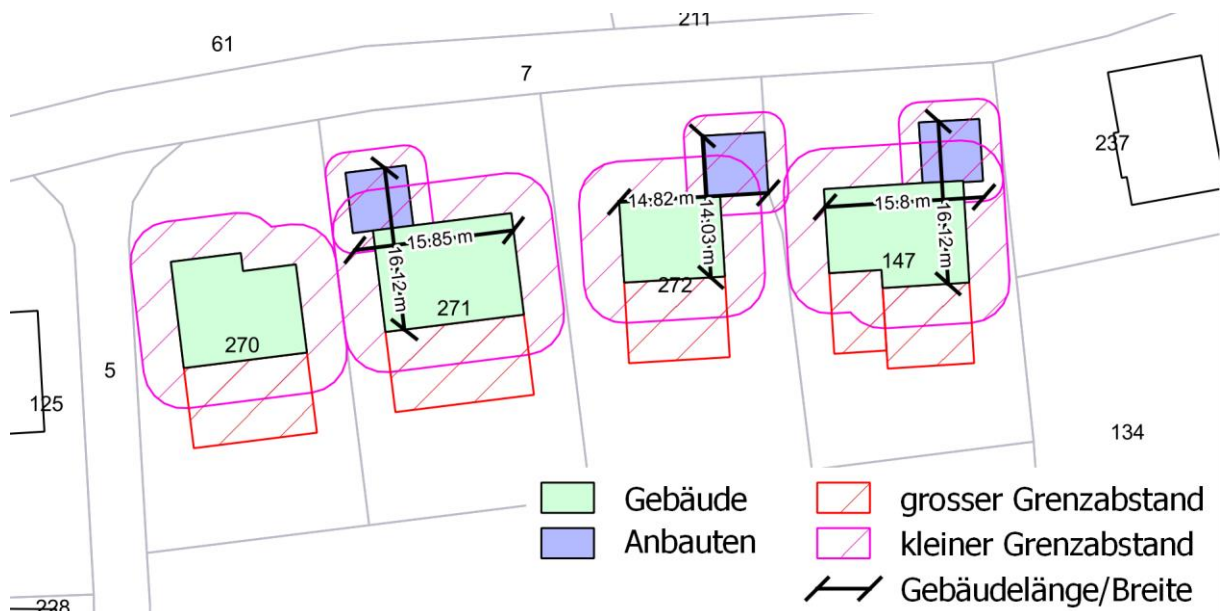 211
61
7
237
15.85 m
16.12 m
14.82 m
14.03 m
15.8 m
16.12 m
270
271
272
147
5
125
134
228
Gebäude
Anbauten
grosser Grenzabstand
kleiner Grenzabstand
Gebäudelänge/Breite